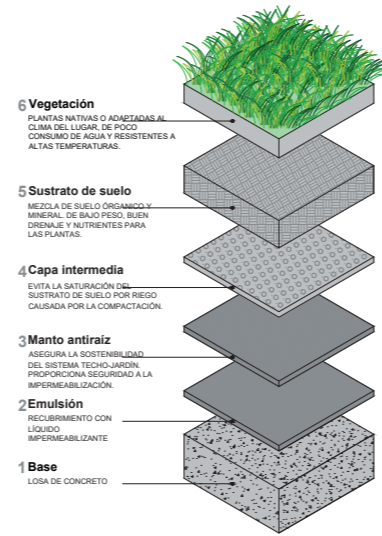 6 Vegetación
PLANTAS NATIVAS O ADAPTADAS AL
CLIMA DEL LUGAR, DE POCO
CONSUMO DE AGUA Y RESISTENTES A
ALTAS TEMPERATURAS.
5 Sustrato de suelo
MEZCLA DE SUELO ÓRGANICO Y
MINERAL. DE BAJO PESO, BUEN
DRENAJE Y NUTRIENTES PARA
LAS PLANTAS.
4 Capa intermedia
EVITA LA SATURACIÓN DEL
SUSTRATO DE SUELO POR RIEGO
CAUSADA POR LA COMPACTACIÓN.
3 Manto antiraíz
ASEGURA LA SOSTENIBILIDAD
DEL SISTEMA TECHO-JARDÍN.
PROPORCIONA SEGURIDAD A LA
IMPERMEABILIZACIÓN.
2 Emulsión
RECUBRIMIENTO CON
LÍQUIDO
IMPERMEABILIZANTE
1 Base
LOSA DE CONCRETO